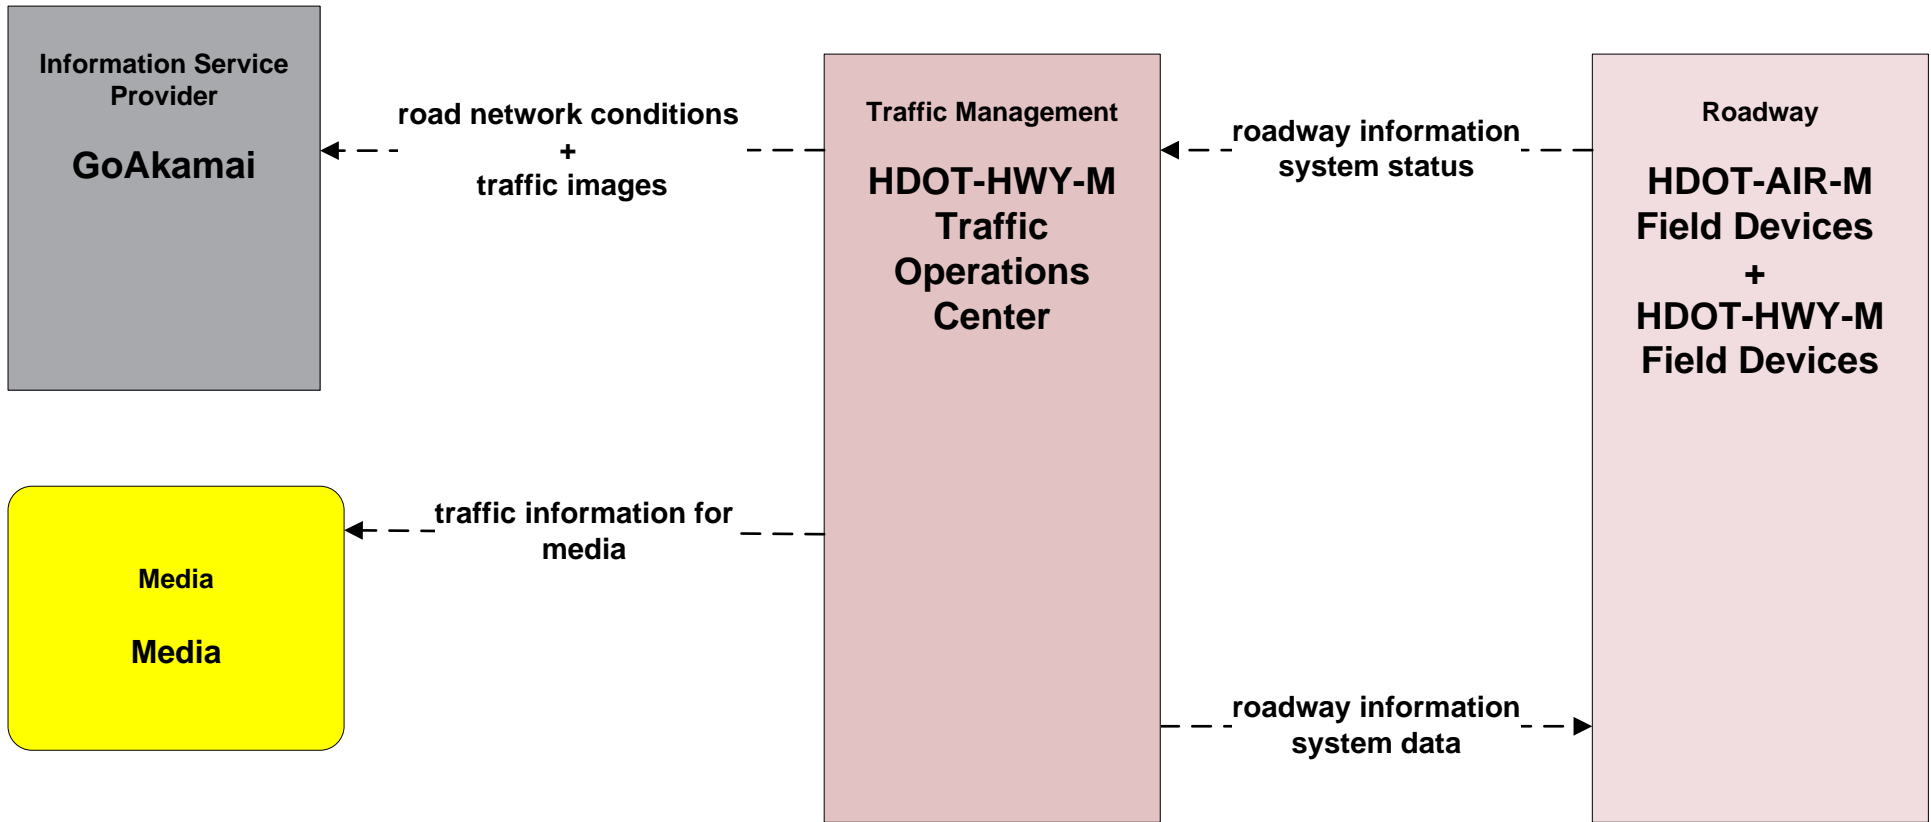 Information Service
Provider
GoAkamai
road network conditions
+
traffic images
Traffic Management
HDOT-HWY-M
Traffic
Operations
Center
roadway information
system status
Roadway
HDOT-AIR-M
Field Devices
+
HDOT-HWY-M
Field Devices
traffic information for
media
Media
Media
roadway information
system data